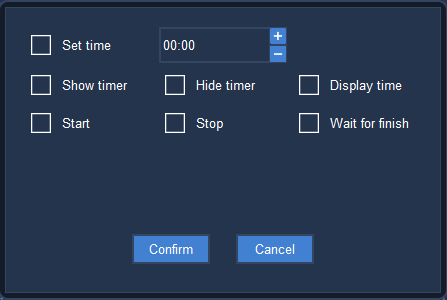 Set time 00:00 +
−
Show timer Hide timer Display time
Start Stop Wait for finish
Confirm Cancel